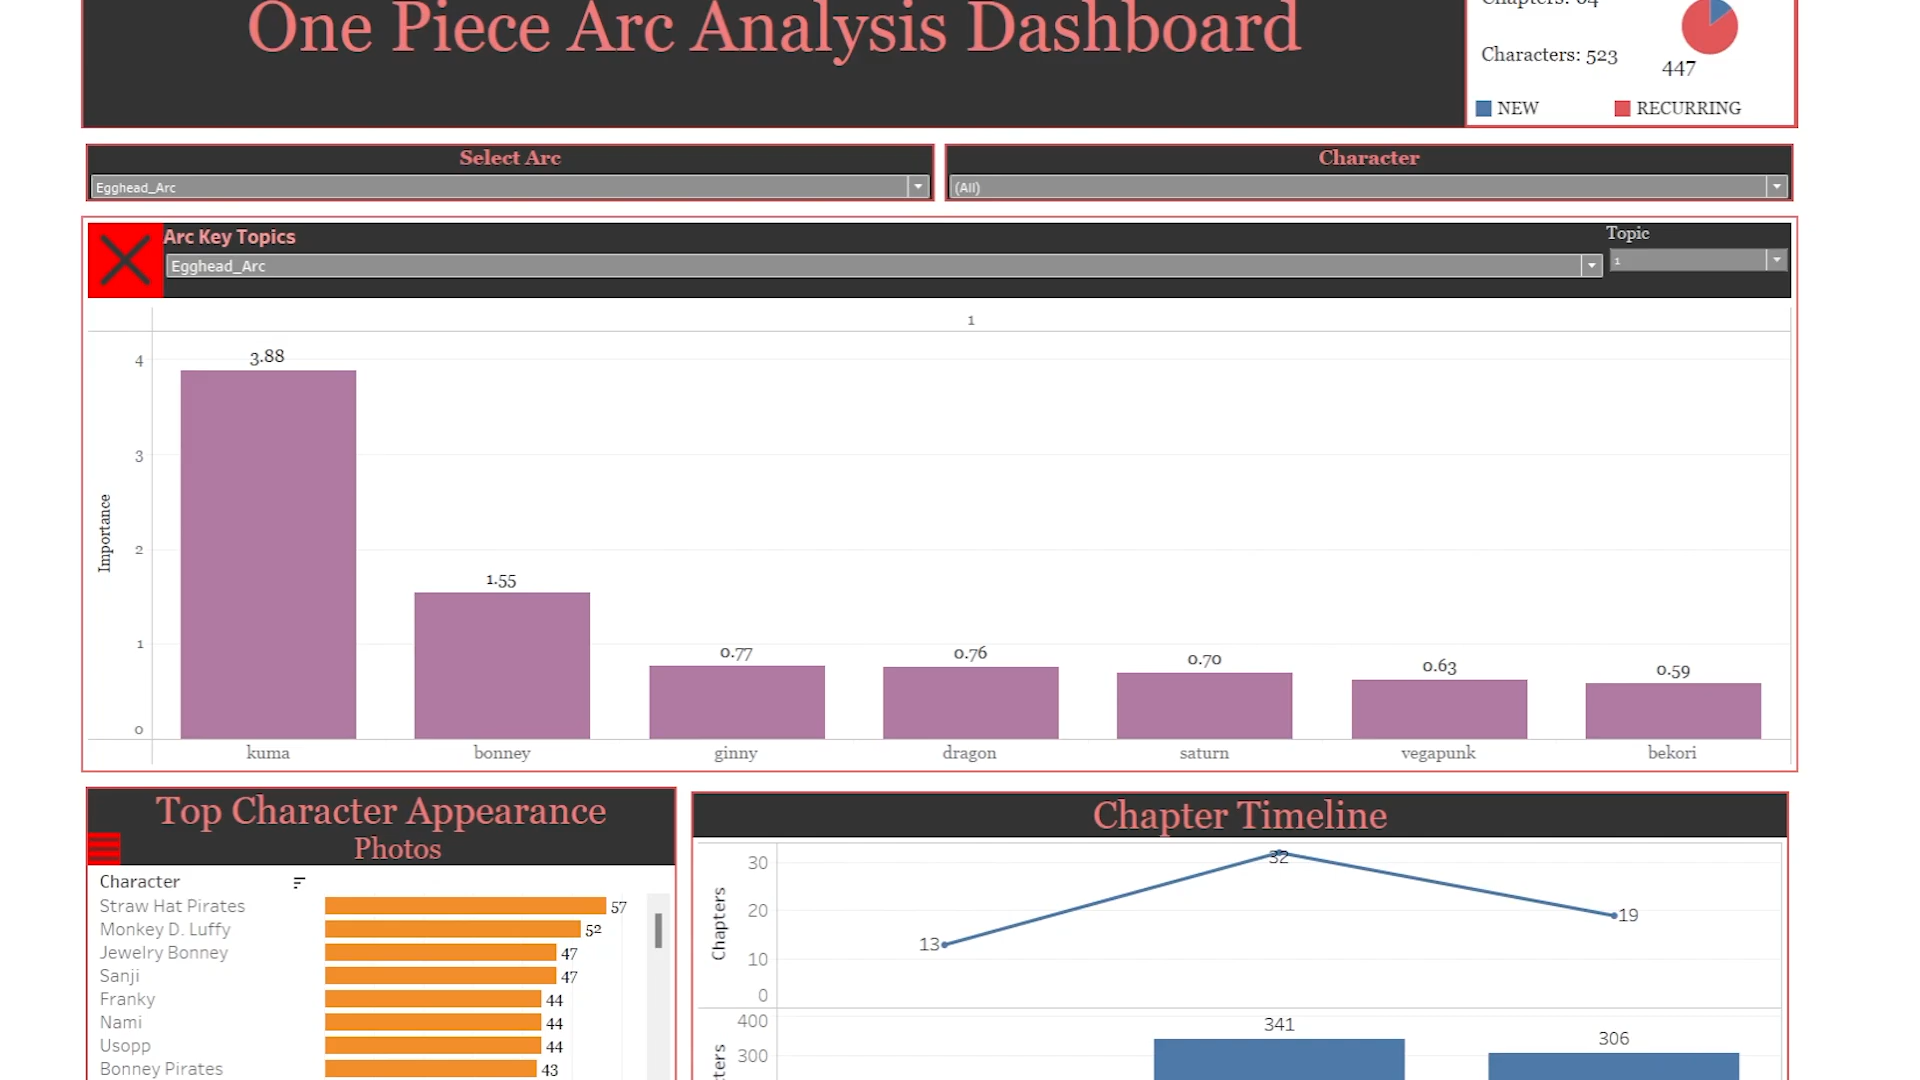 One Piece Arc Analysis Dashboard
Chapters: 64
Characters: 523
447
NEW
RECURRING
Select Arc
Egghead_Arc
Character
(All)
Arc Key Topics
Egghead_Arc
Topic
1
1
Importance
4
3
2
1
0
3.88
1.55
0.77
0.76
0.70
0.63
0.59
kuma
bonney
ginny
dragon
saturn
vegapunk
bekori
Top Character Appearance
Photos
Character
Straw Hat Pirates 57
Monkey D. Luffy 52
Jewelry Bonney 47
Sanji 47
Franky 44
Nami 44
Usopp 44
Bonney Pirates 43
Chapter Timeline
Chapters
30
20
10
0
13
32
19
400
300
341
306